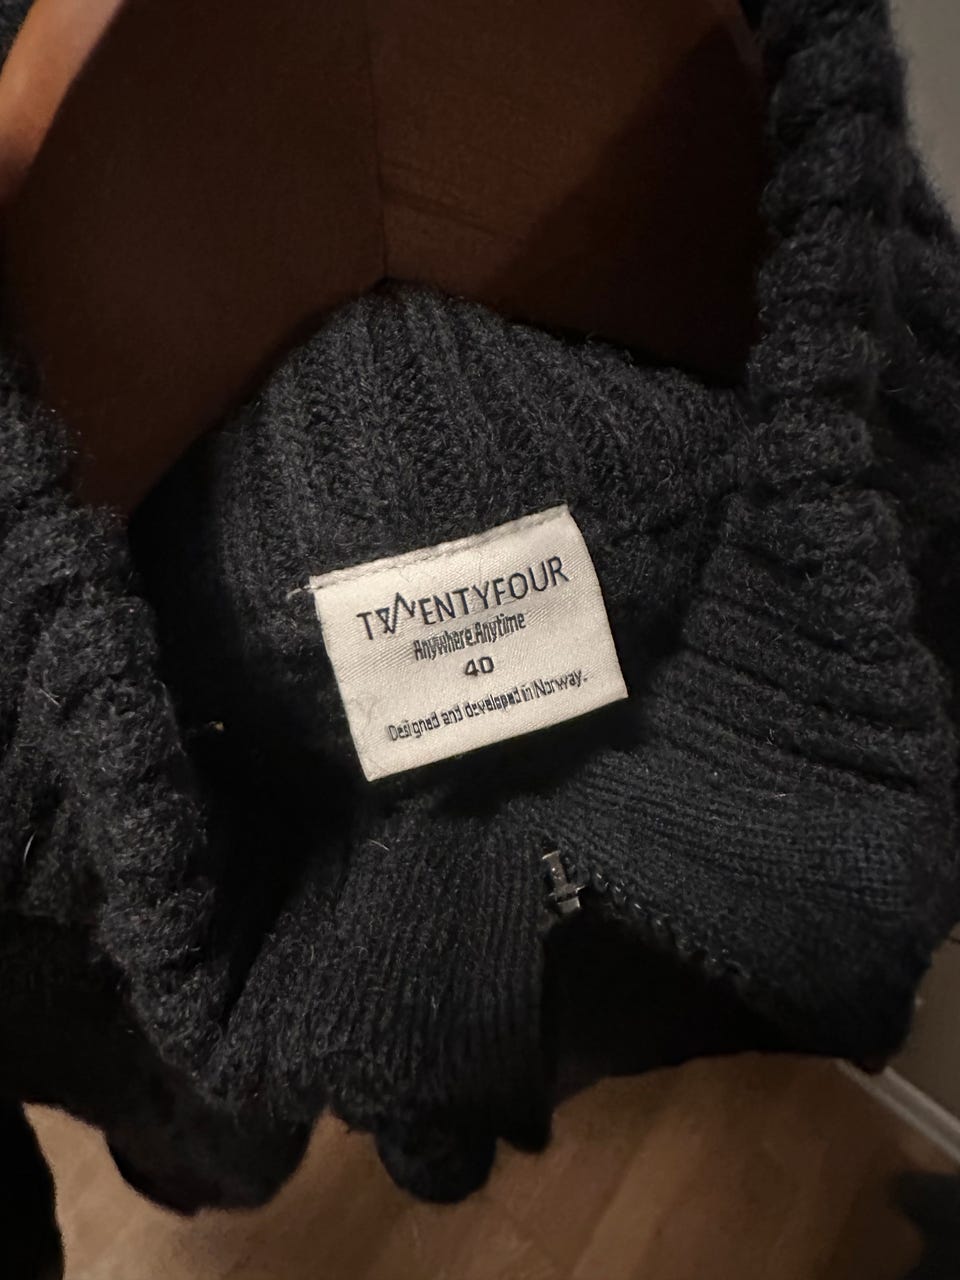 TWENTYFOUR
Anywhere Anytime
40
Designed and developed in Norway.